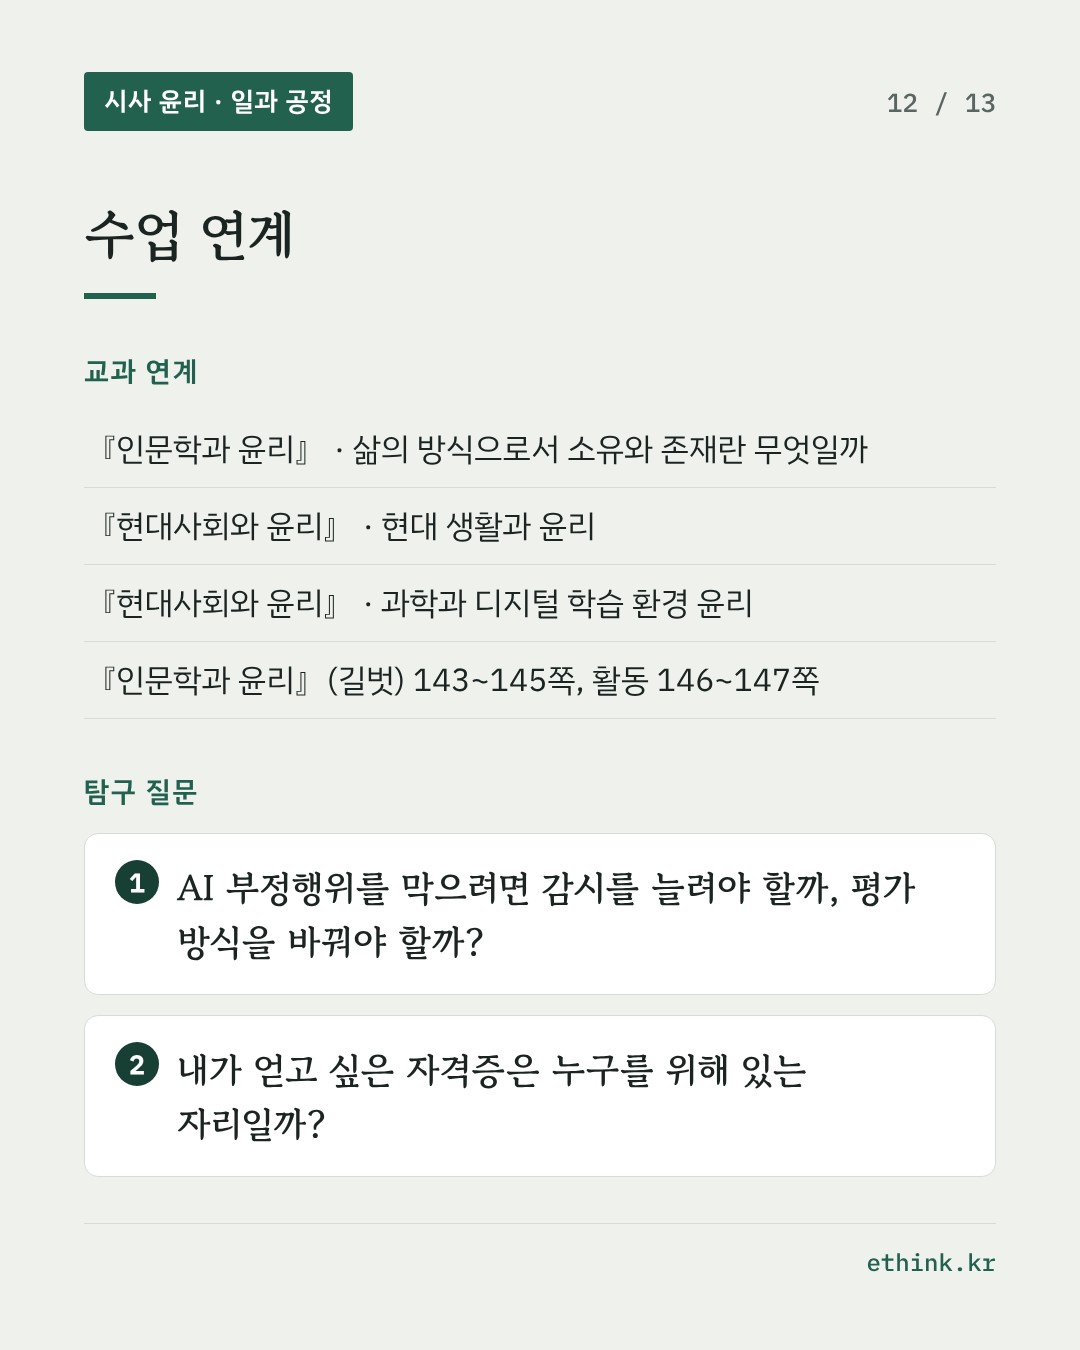 시사 윤리 · 일과 공정
12 / 13
수업 연계
교과 연계
『인문학과 윤리』 · 삶의 방식으로서 소유와 존재란 무엇일까
『현대사회와 윤리』 · 현대 생활과 윤리
『현대사회와 윤리』 · 과학과 디지털 학습 환경 윤리
『인문학과 윤리』(길벗) 143~145쪽, 활동 146~147쪽
탐구 질문
1 AI 부정행위를 막으려면 감시를 늘려야 할까, 평가
방식을 바꿔야 할까?
2 내가 얻고 싶은 자격증은 누구를 위해 있는
자리일까?
ethink.kr